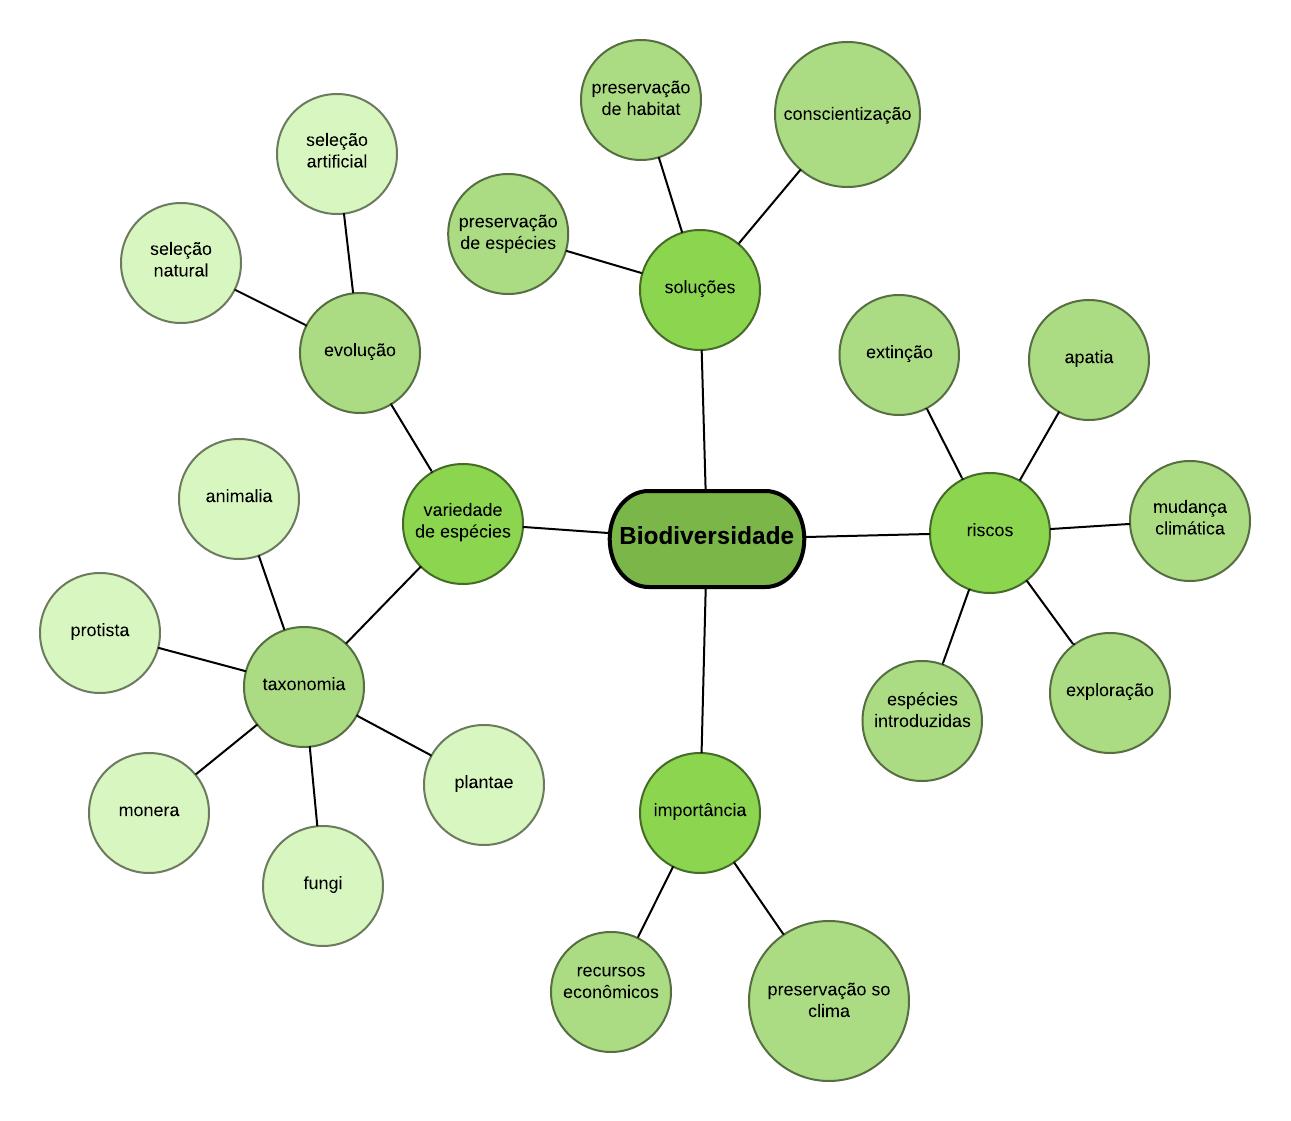 preservação
de habitat
conscientização
seleção
artificial
preservação
de espécies
seleção
natural
soluções
evolução
extinção
apatia
animalia
variedade
de espécies
Biodiversidade
riscos
mudança
climática
protista
taxonomia
espécies
introduzidas
exploração
monera
plantae
importância
fungi
recursos
econômicos
preservação so
clima